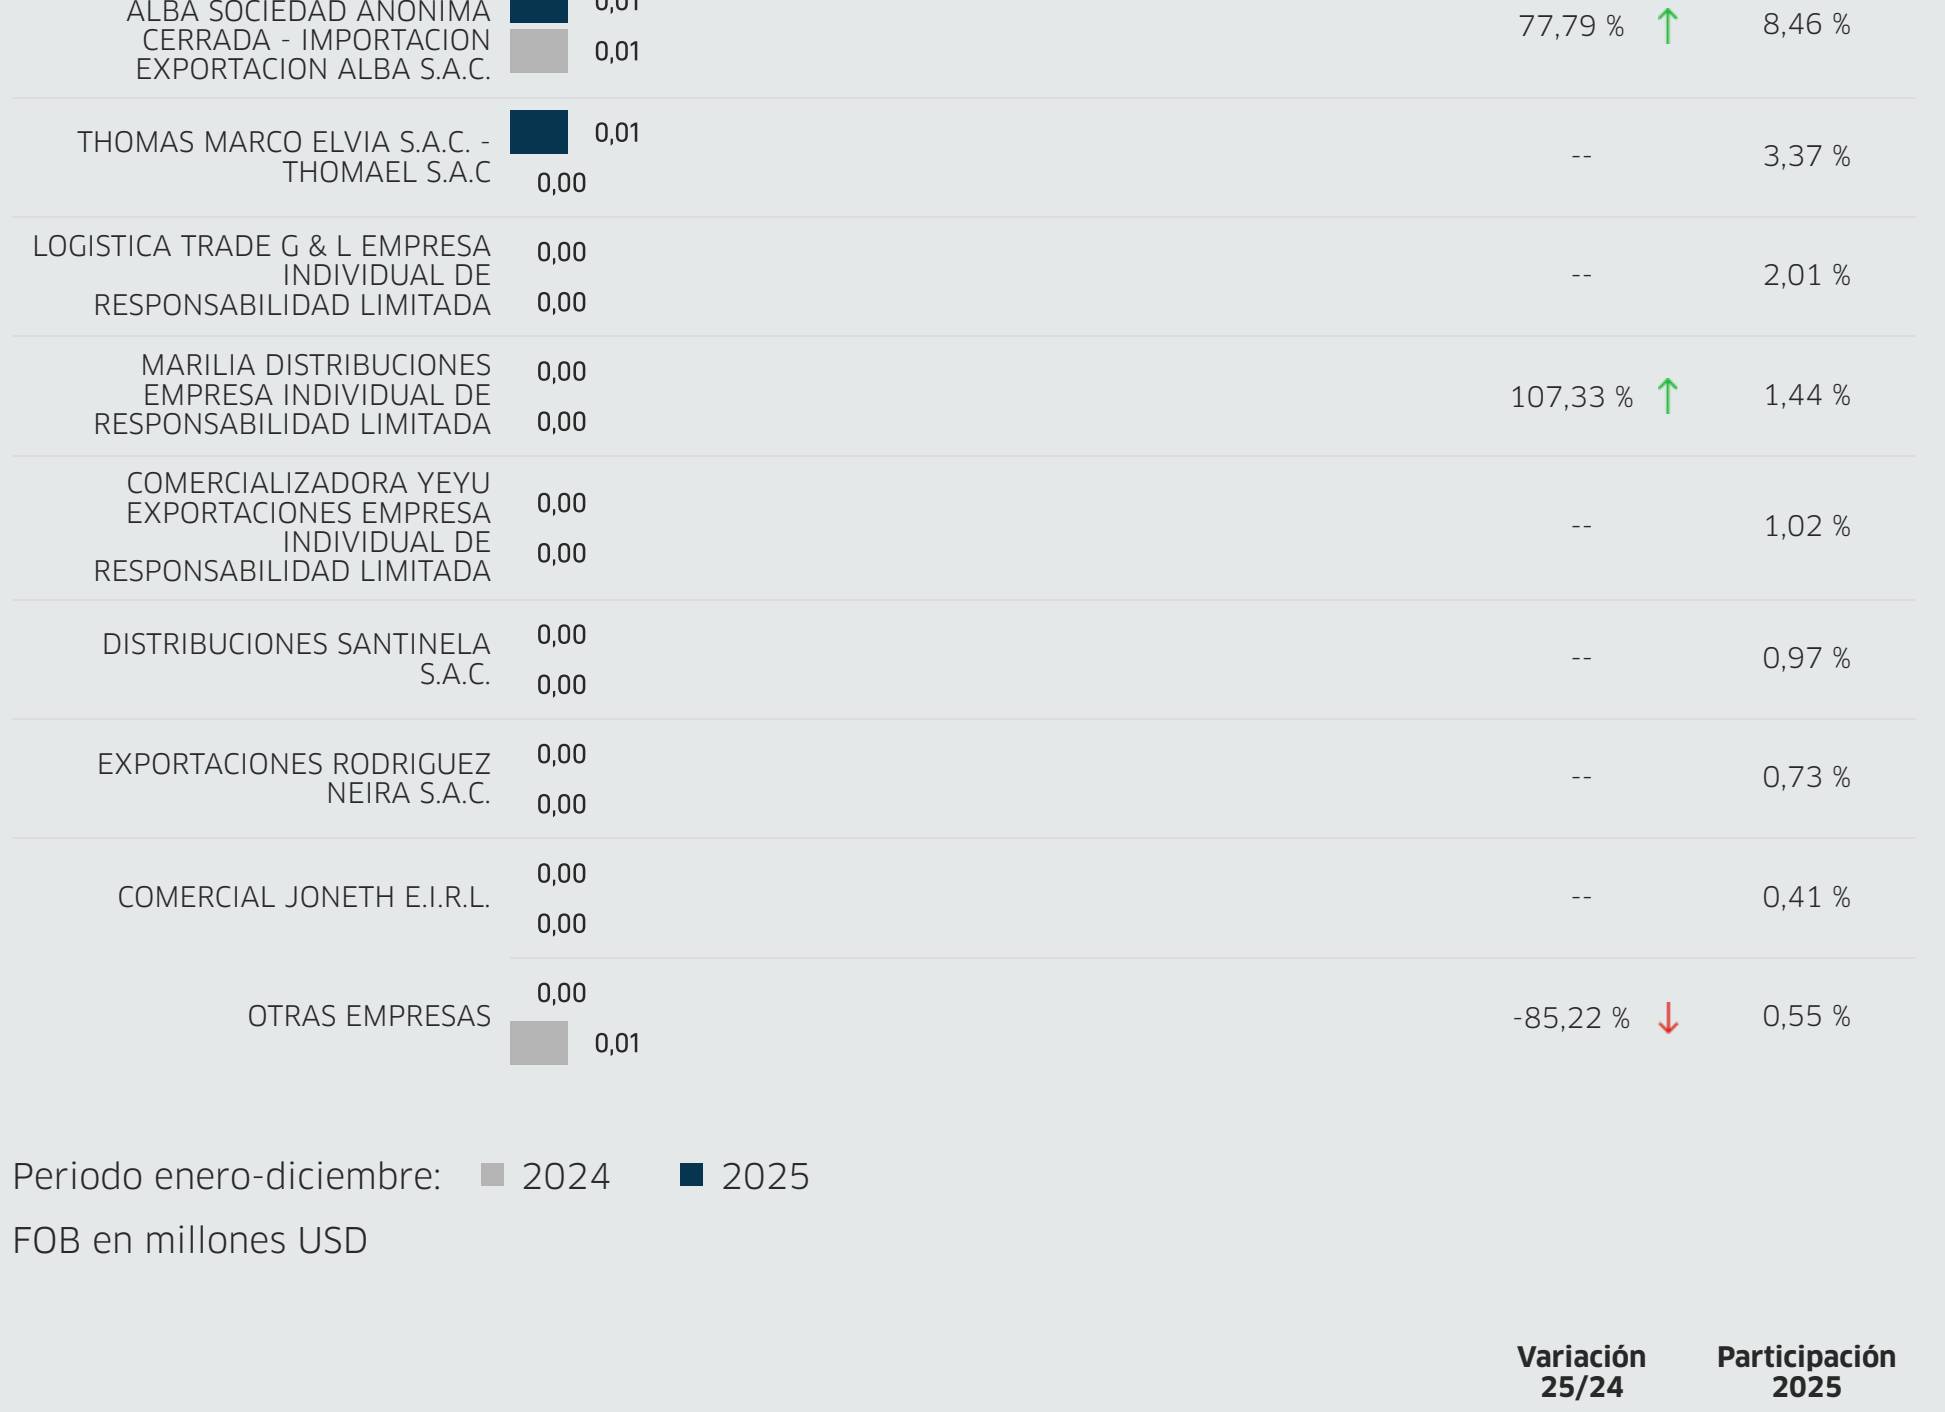 ALBA SOCIEDAD ANONIMA
CERRADA - IMPORTACION
EXPORTACION ALBA S.A.C.
0,01
0,01
77,79 %
8,46 %
THOMAS MARCO ELVIA S.A.C. -
THOMAEL S.A.C
0,01
0,00
--
3,37 %
LOGISTICA TRADE G & L EMPRESA
INDIVIDUAL DE
RESPONSABILIDAD LIMITADA
0,00
0,00
--
2,01 %
MARILIA DISTRIBUCIONES
EMPRESA INDIVIDUAL DE
RESPONSABILIDAD LIMITADA
0,00
0,00
107,33 %
1,44 %
COMERCIALIZADORA YEYU
EXPORTACIONES EMPRESA
INDIVIDUAL DE
RESPONSABILIDAD LIMITADA
0,00
0,00
--
1,02 %
DISTRIBUCIONES SANTINELA
S.A.C.
0,00
0,00
--
0,97 %
EXPORTACIONES RODRIGUEZ
NEIRA S.A.C.
0,00
0,00
--
0,73 %
COMERCIAL JONETH E.I.R.L.
0,00
0,00
--
0,41 %
OTRAS EMPRESAS
0,00
0,01
-85,22 %
0,55 %
Periodo enero-diciembre: 2024 2025
FOB en millones USD
Variación
25/24
Participación
2025